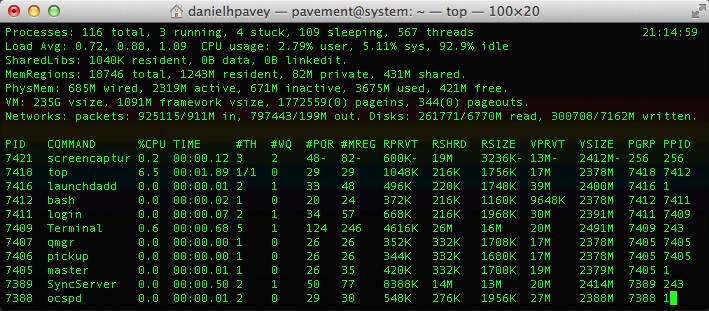 danielhpavey — pavement@system: ~ — top — 100×20
Processes: 116 total, 3 running, 4 stuck, 109 sleeping, 567 threads 21:14:59
Load Avg: 0.72, 0.88, 1.09 CPU usage: 2.79% user, 5.11% sys, 92.9% idle
SharedLibs: 1040K resident, 0B data, 0B linkedit.
MemRegions: 18746 total, 1243M resident, 82M private, 431M shared.
PhysMem: 685M wired, 2319M active, 671M inactive, 3675M used, 421M free.
VM: 235G vsize, 1091M framework vsize, 1772559(0) pageins, 344(0) pageouts.
Networks: packets: 925115/911M in, 797443/199M out. Disks: 261771/6770M read, 300708/7162M written.
PID COMMAND %CPU TIME #TH #WQ #POR #MREG RPRVT RSHRD RSIZE VPRVT VSIZE PGRP PPID
7421 screencaptur 0.2 00:00.12 3 2 48- 82- 600K- 19M 3236K- 13M- 2412M- 256 256
7418 top 6.5 00:01.89 1/1 0 29 29 1048K 216K 1756K 17M 2378M 7418 7412
7416 launchdadd 0.0 00:00.01 2 1 33 48 496K 220K 1740K 39M 2400M 7416 1
7412 bash 0.0 00:00.02 1 0 20 24 372K 216K 1160K 9648K 2378M 7412 7411
7411 login 0.0 00:00.07 2 1 34 57 668K 216K 1968K 30M 2391M 7411 7409
7409 Terminal 0.6 00:00.68 5 1 124 246 4616K 26M 16M 20M 2491M 7409 243
7407 qmgr 0.0 00:00.00 1 0 26 26 352K 332K 1708K 17M 2378M 7405 7405
7406 pickup 0.0 00:00.00 1 0 26 26 344K 332K 1680K 17M 2378M 7405 7405
7405 master 0.0 00:00.01 1 0 35 26 420K 332K 1700K 19M 2379M 7405 1
7389 SyncServer 0.0 00:00.50 2 1 50 77 8388K 14M 13M 20M 2414M 7389 243
7388 ocspd 0.0 00:00.01 2 0 29 30 548K 276K 1956K 27M 2388M 7388 1